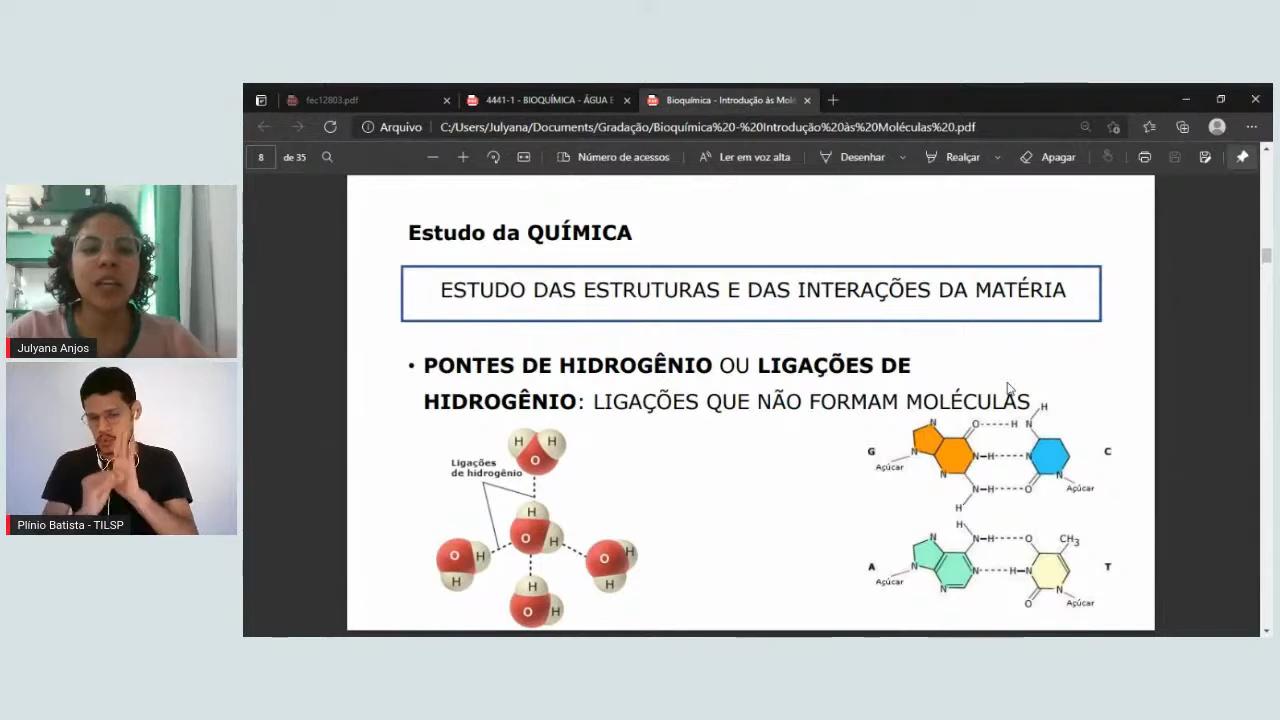 fec12803.pdf
4441-1 - BIOQUÍMICA - ÁGUA E
Bioquímica - Introdução às Molé
Arquivo
C:/Users/Julyana/Documents/Gradação/Bioquímica%20-%20Introdução%20às%20Moléculas%20.pdf
8
de 35
Número de acessos
Ler em voz alta
Desenhar
Realçar
Apagar
Estudo da QUÍMICA
ESTUDO DAS ESTRUTURAS E DAS INTERAÇÕES DA MATÉRIA
• PONTES DE HIDROGÊNIO OU LIGAÇÕES DE
HIDROGÊNIO: LIGAÇÕES QUE NÃO FORMAM MOLÉCULAS
Ligações
de hidrogênio
H H
O
H
O H
O H
H
O H
H
H
O H
G
Açúcar
N
N
N
N
O
H
N
H
N H
N
N H
O
H
N
Açúcar
C
A
Açúcar
N
N
N
N
H
N H
O
CH₃
N
H N
O
N
Açúcar
T
Julyana Anjos
Plínio Batista - TILSP